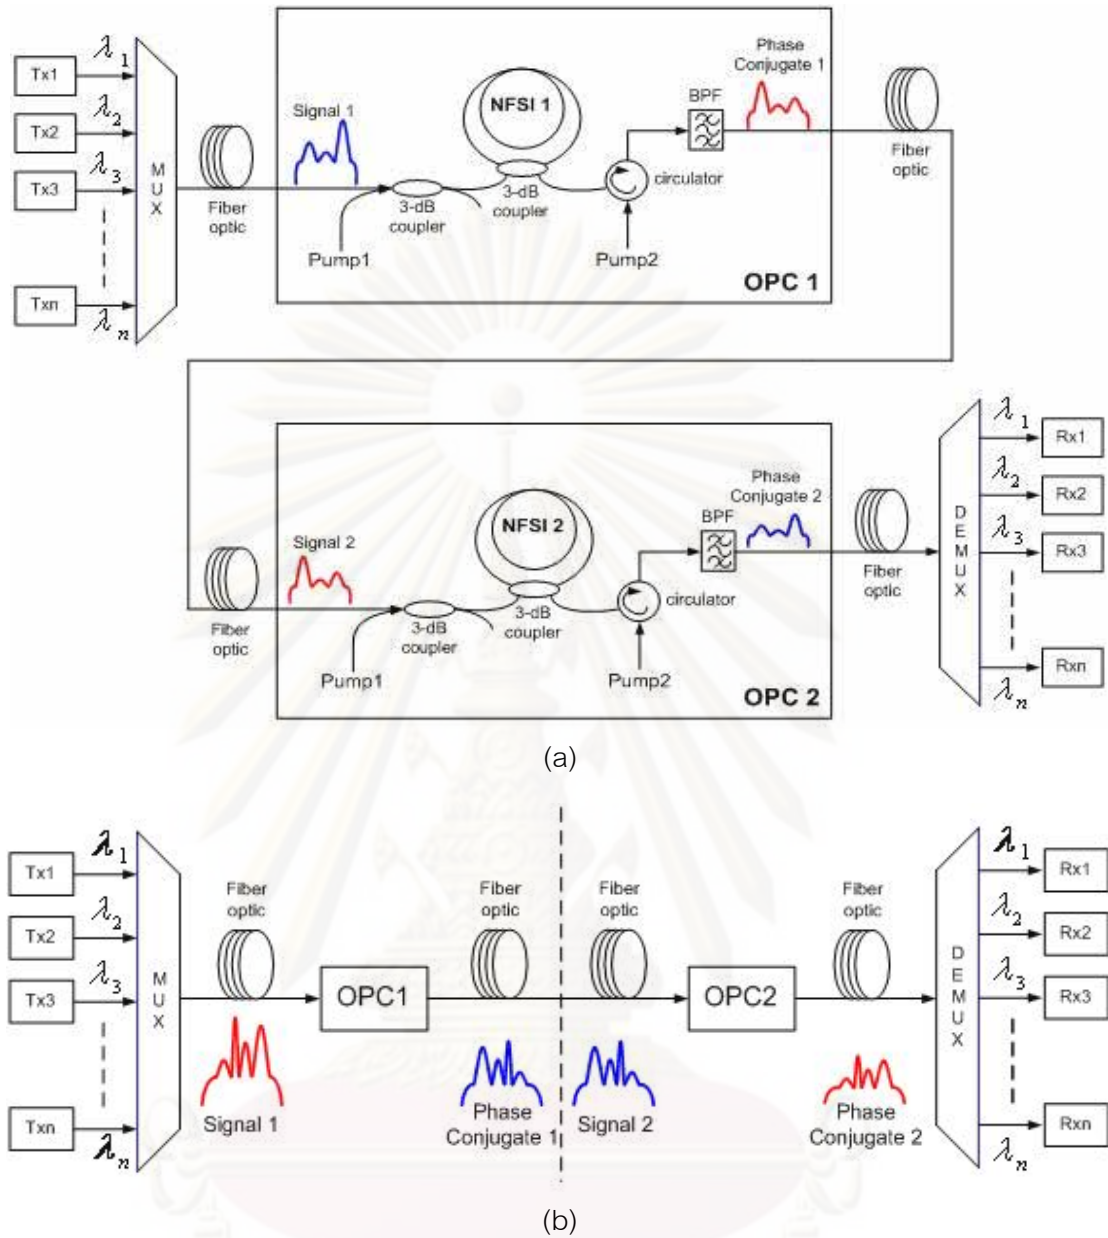 Tx1
λ1
Tx2
λ2
Tx3
λ3
Txn
λn
MUX
Fiber
optic
Signal 1
Pump1
3-dB
coupler
NFSI 1
3-dB
coupler
Pump2
circulator
BPF
Phase
Conjugate 1
OPC 1
Fiber
optic
Fiber
optic
Signal 2
Pump1
3-dB
coupler
NFSI 2
3-dB
coupler
Pump2
circulator
BPF
Phase
Conjugate 2
OPC 2
Fiber
optic
DEMUX
λ1
Rx1
λ2
Rx2
λ3
Rx3
λn
Rxn
(a)
Tx1
λ1
Tx2
λ2
Tx3
λ3
Txn
λn
MUX
Fiber
optic
Signal 1
OPC1
Fiber
optic
Phase
Conjugate 1
Fiber
optic
Signal 2
OPC2
Fiber
optic
Phase
Conjugate 2
DEMUX
λ1
Rx1
λ2
Rx2
λ3
Rx3
λn
Rxn
(b)